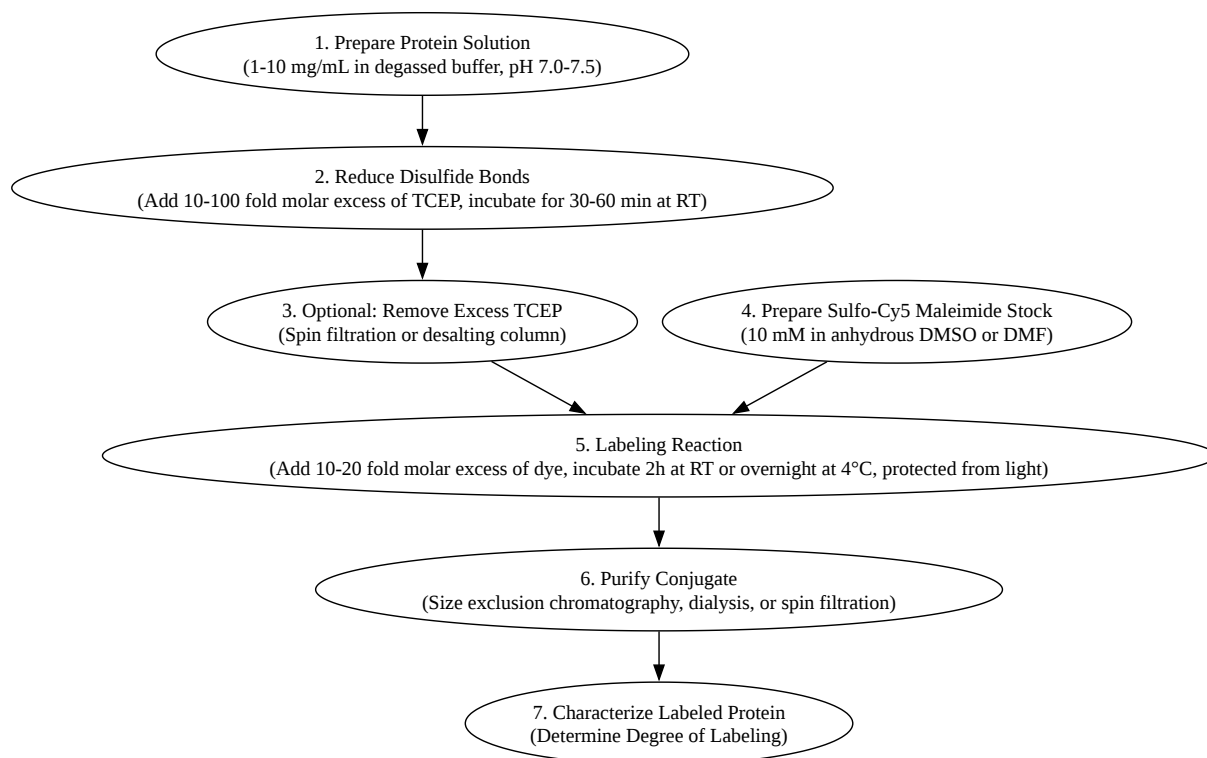 1. Prepare Protein Solution
(1-10 mg/mL in degassed buffer, pH 7.0-7.5)
2. Reduce Disulfide Bonds
(Add 10-100 fold molar excess of TCEP, incubate for 30-60 min at RT)
3. Optional: Remove Excess TCEP
(Spin filtration or desalting column)
4. Prepare Sulfo-Cy5 Maleimide Stock
(10 mM in anhydrous DMSO or DMF)
5. Labeling Reaction
(Add 10-20 fold molar excess of dye, incubate 2h at RT or overnight at 4°C, protected from light)
6. Purify Conjugate
(Size exclusion chromatography, dialysis, or spin filtration)
7. Characterize Labeled Protein
(Determine Degree of Labeling)